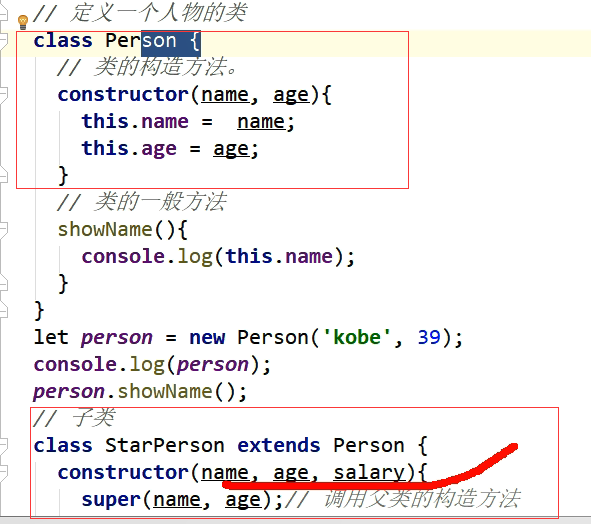 // 定义一个人物的类
class Person {
// 类的构造方法。
constructor(name, age){
this.name =  name;
this.age = age;
}
// 类的一般方法
showName(){
console.log(this.name);
}
}
let person = new Person('kobe', 39);
console.log(person);
person.showName();
// 子类
class StarPerson extends Person {
constructor(name, age, salary){
super(name, age);// 调用父类的构造方法